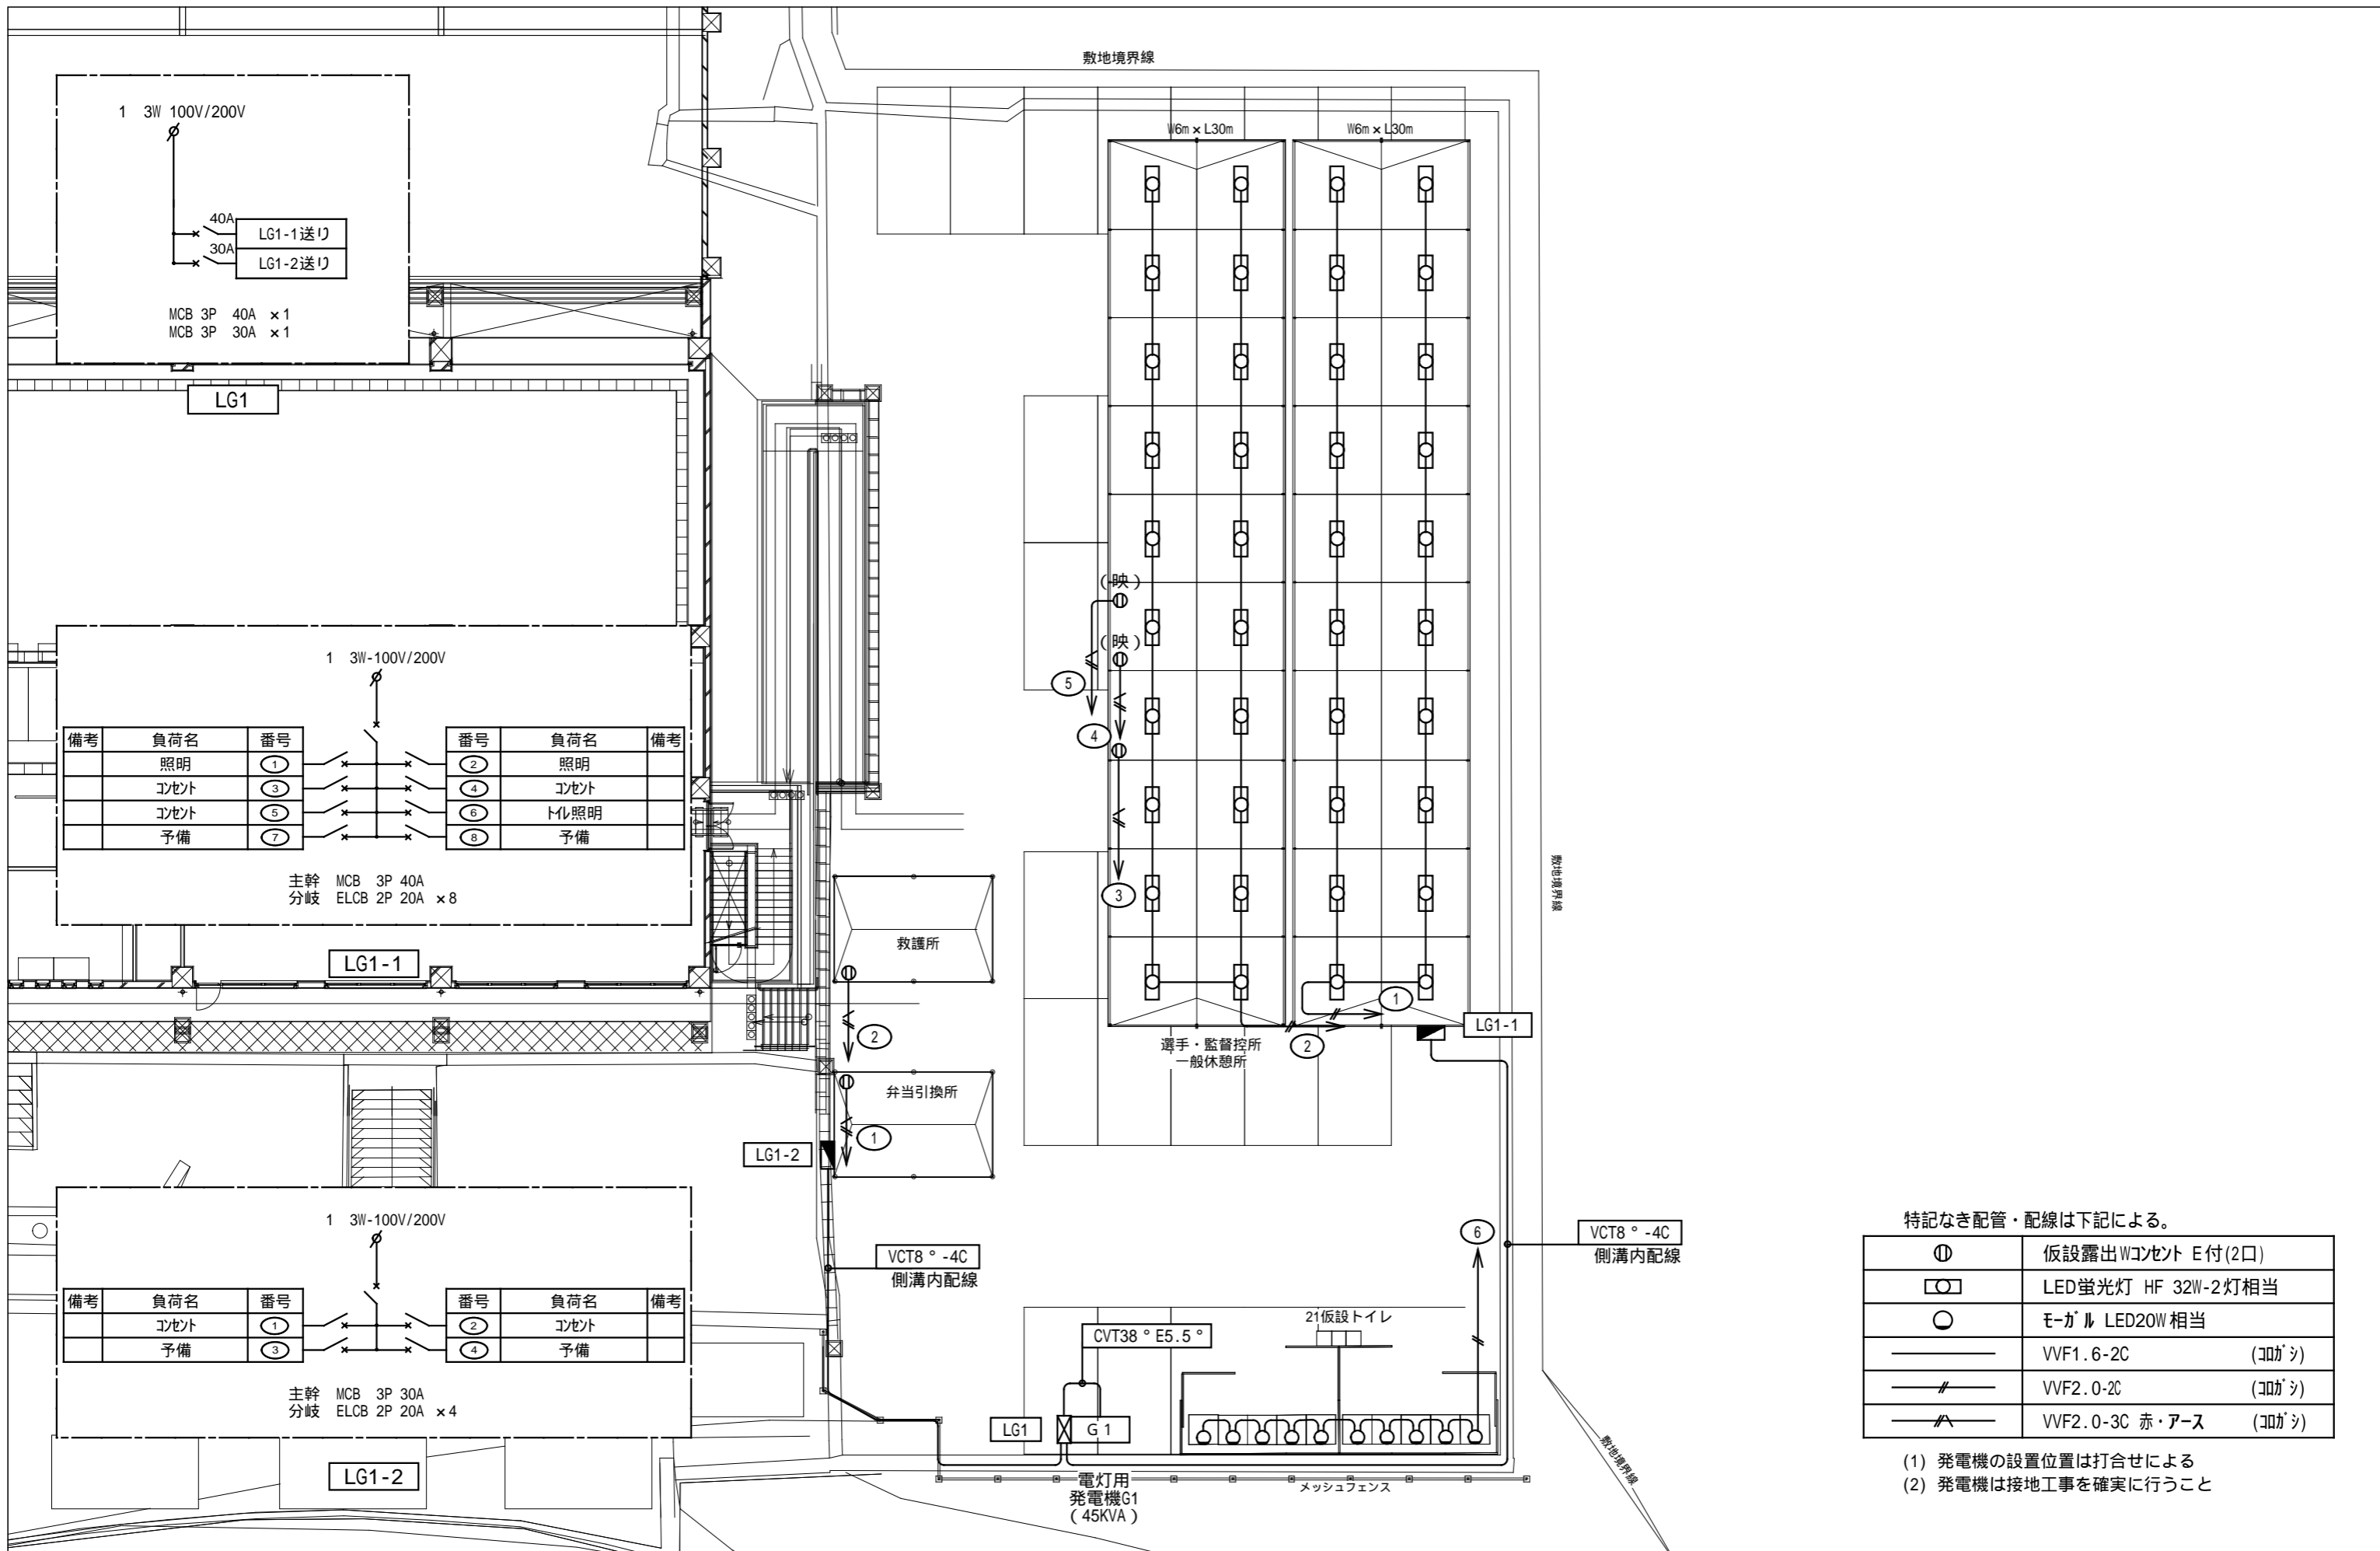 敷地境界線
1 3W 100V/200V
40A
LG1-1送り
30A
LG1-2送り
MCB 3P 40A ×1
MCB 3P 30A ×1
LG1
W6m×L30m
W6m×L30m
1 3W-100V/200V
備考 負荷名 番号 番号 負荷名 備考
照明 1 2 照明
コンセント 3 4 コンセント
コンセント 5 6 トイレ照明
予備 7 8 予備
主幹 MCB 3P 40A
分岐 ELCB 2P 20A ×8
LG1-1
(映)
(映)
5
4
3
敷地境界線
救護所
2
弁当引換所
1
LG1-2
1
2
LG1-1
選手・監督控所
一般休憩所
1 3W-100V/200V
備考 負荷名 番号 番号 負荷名 備考
コンセント 1 2 コンセント
予備 3 4 予備
主幹 MCB 3P 30A
分岐 ELCB 2P 20A ×4
LG1-2
VCT8°-4C
側溝内配線
6
VCT8°-4C
側溝内配線
CVT38°E5.5°
21仮設トイレ
LG1
G 1
電灯用
発電機G1
(45KVA)
メッシュフェンス
敷地境界線
特記なき配管・配線は下記による。
仮設露出Wコンセント E付(2口)
LED蛍光灯 HF 32W-2灯相当
モーガル LED20W相当
VVF1.6-2C (コロガシ)
VVF2.0-2C (コロガシ)
VVF2.0-3C 赤・アース (コロガシ)
(1) 発電機の設置位置は打合せによる
(2) 発電機は接地工事を確実に行うこと